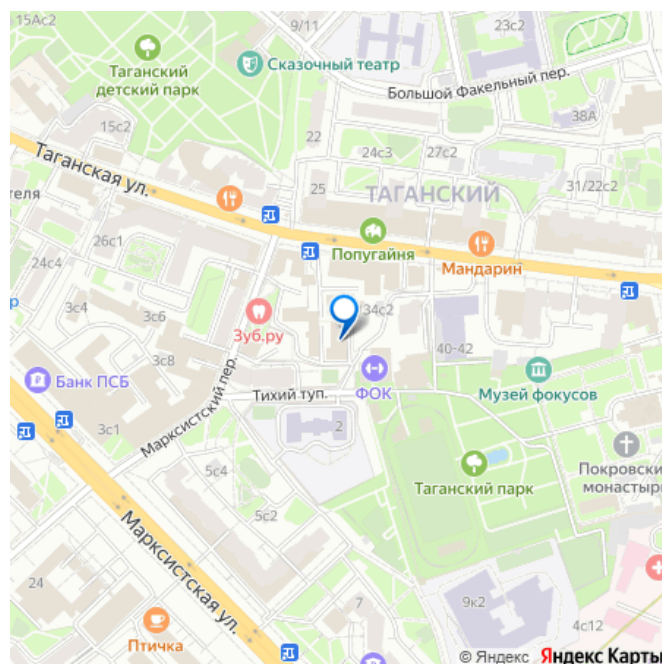 9/11
23с2
15Ас2
Таганский
детский парк
Сказочный театр
Большой Факельный пер.
38А
15с2
22
24с3
27с2
Таганская ул.
25
ТАГАНСКИЙ
31/22с2
теля
26с1
Попугайня
Мандарин
24с4
34с2
3с4
3с6
Зуб.ру
40-42
3с8
Банк ПСБ
ФОК
Музей фокусов
Тихий туп.
Марксистский пер.
3с1
2
Покровски
монастырь
5с4
Таганский парк
5с2
Марксистская ул.
24
7
9к2
4с12
Птичка
© Яндекс Яндекс Карты